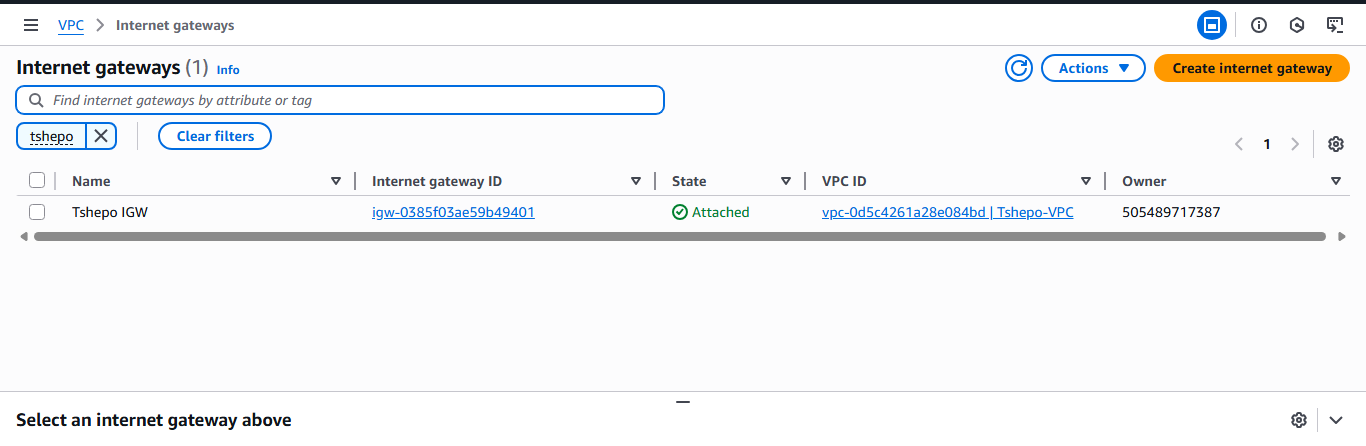 VPC > Internet gateways
Internet gateways (1) Info
Actions
Create internet gateway
Find internet gateways by attribute or tag
tshepo
Clear filters
1
Name Internet gateway ID State VPC ID Owner
Tshepo IGW igw-0385f03ae59b49401 Attached vpc-0d5c4261a28e084bd | Tshepo-VPC 505489717387
Select an internet gateway above